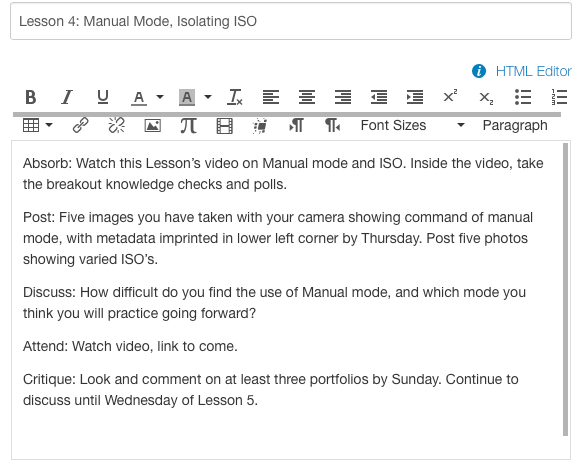 Lesson 4: Manual Mode, Isolating ISO
HTML Editor
B I U A A Tx x² x₂
π ¶ ¶ Font Sizes Paragraph
Absorb: Watch this Lesson’s video on Manual mode and ISO. Inside the video, take
the breakout knowledge checks and polls.
Post: Five images you have taken with your camera showing command of manual
mode, with metadata imprinted in lower left corner by Thursday. Post five photos
showing varied ISO’s.
Discuss: How difficult do you find the use of Manual mode, and which mode you
think you will practice going forward?
Attend: Watch video, link to come.
Critique: Look and comment on at least three portfolios by Sunday. Continue to
discuss until Wednesday of Lesson 5.